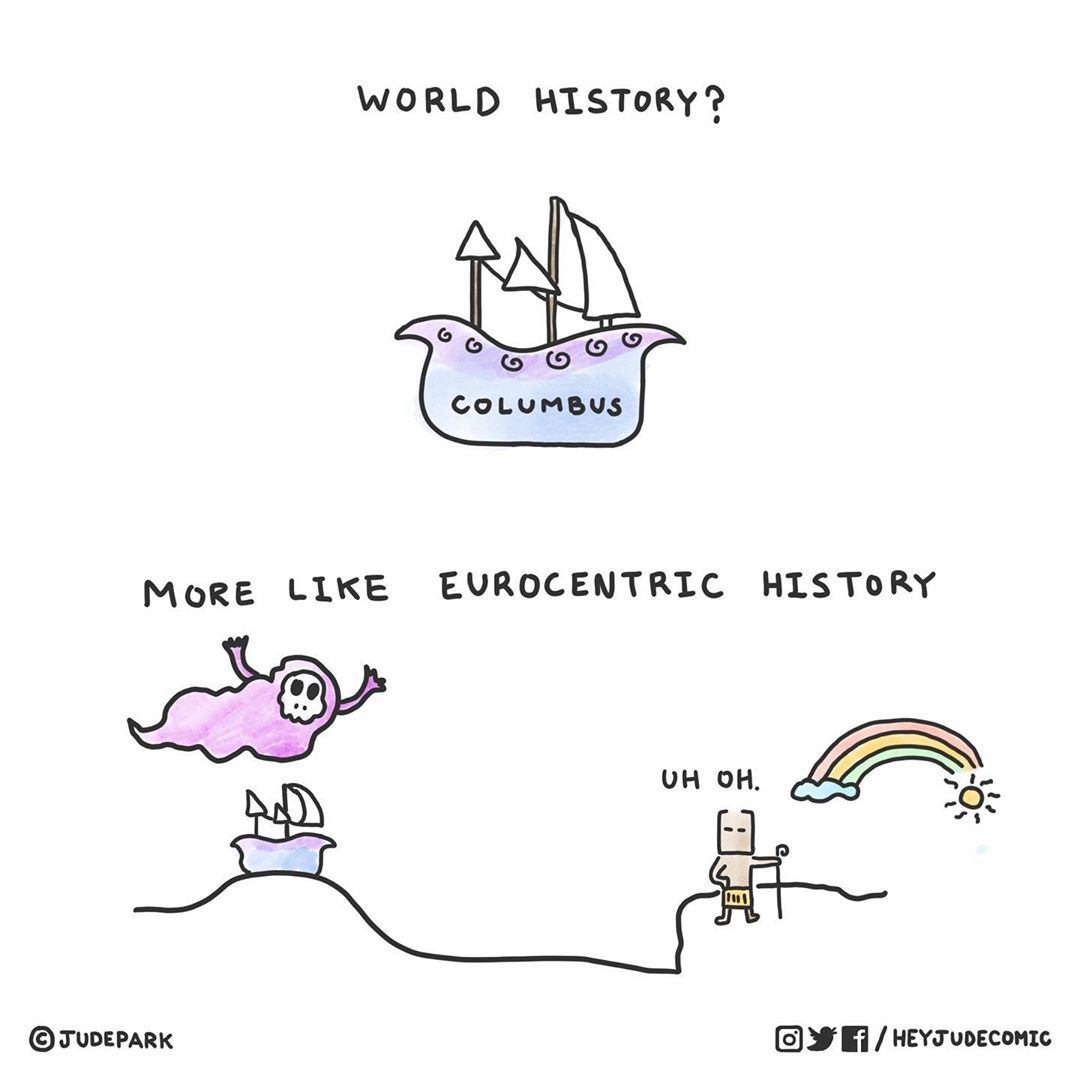 WORLD HISTORY?
COLUMBUS
MORE LIKE EUROCENTRIC HISTORY
UH OH.
© JUDEPARK
/ HEYJUDECOMIC